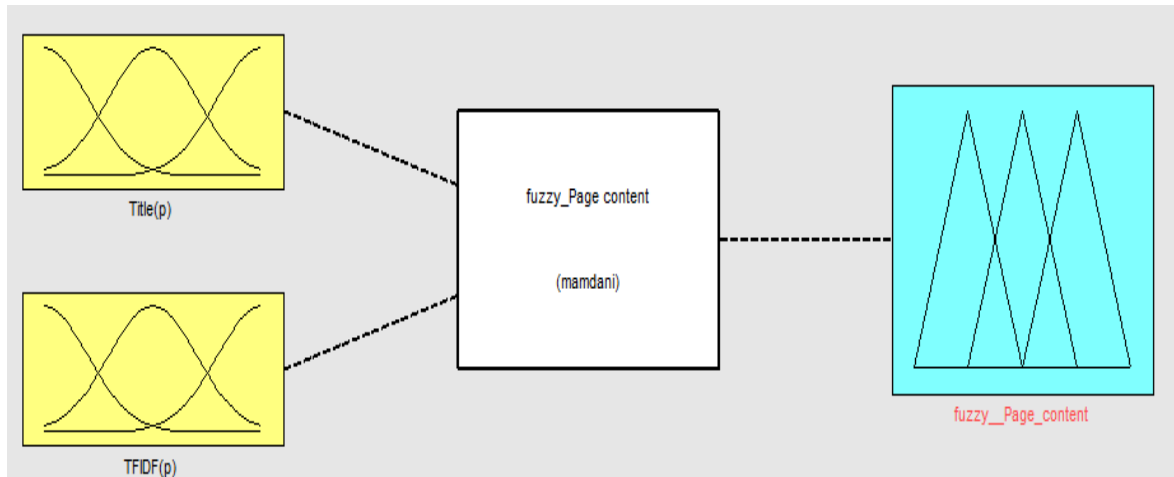 Title(p)
fuzzy_Page content
(mamdani)
TFIDF(p)
fuzzy__Page_content